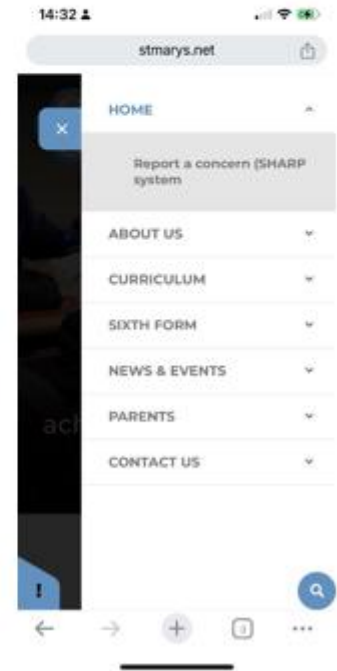 14:32
stmarys.net
HOME
Report a concern (SHARP
system
ABOUT US
CURRICULUM
SIXTH FORM
NEWS & EVENTS
PARENTS
ach
CONTACT US
!